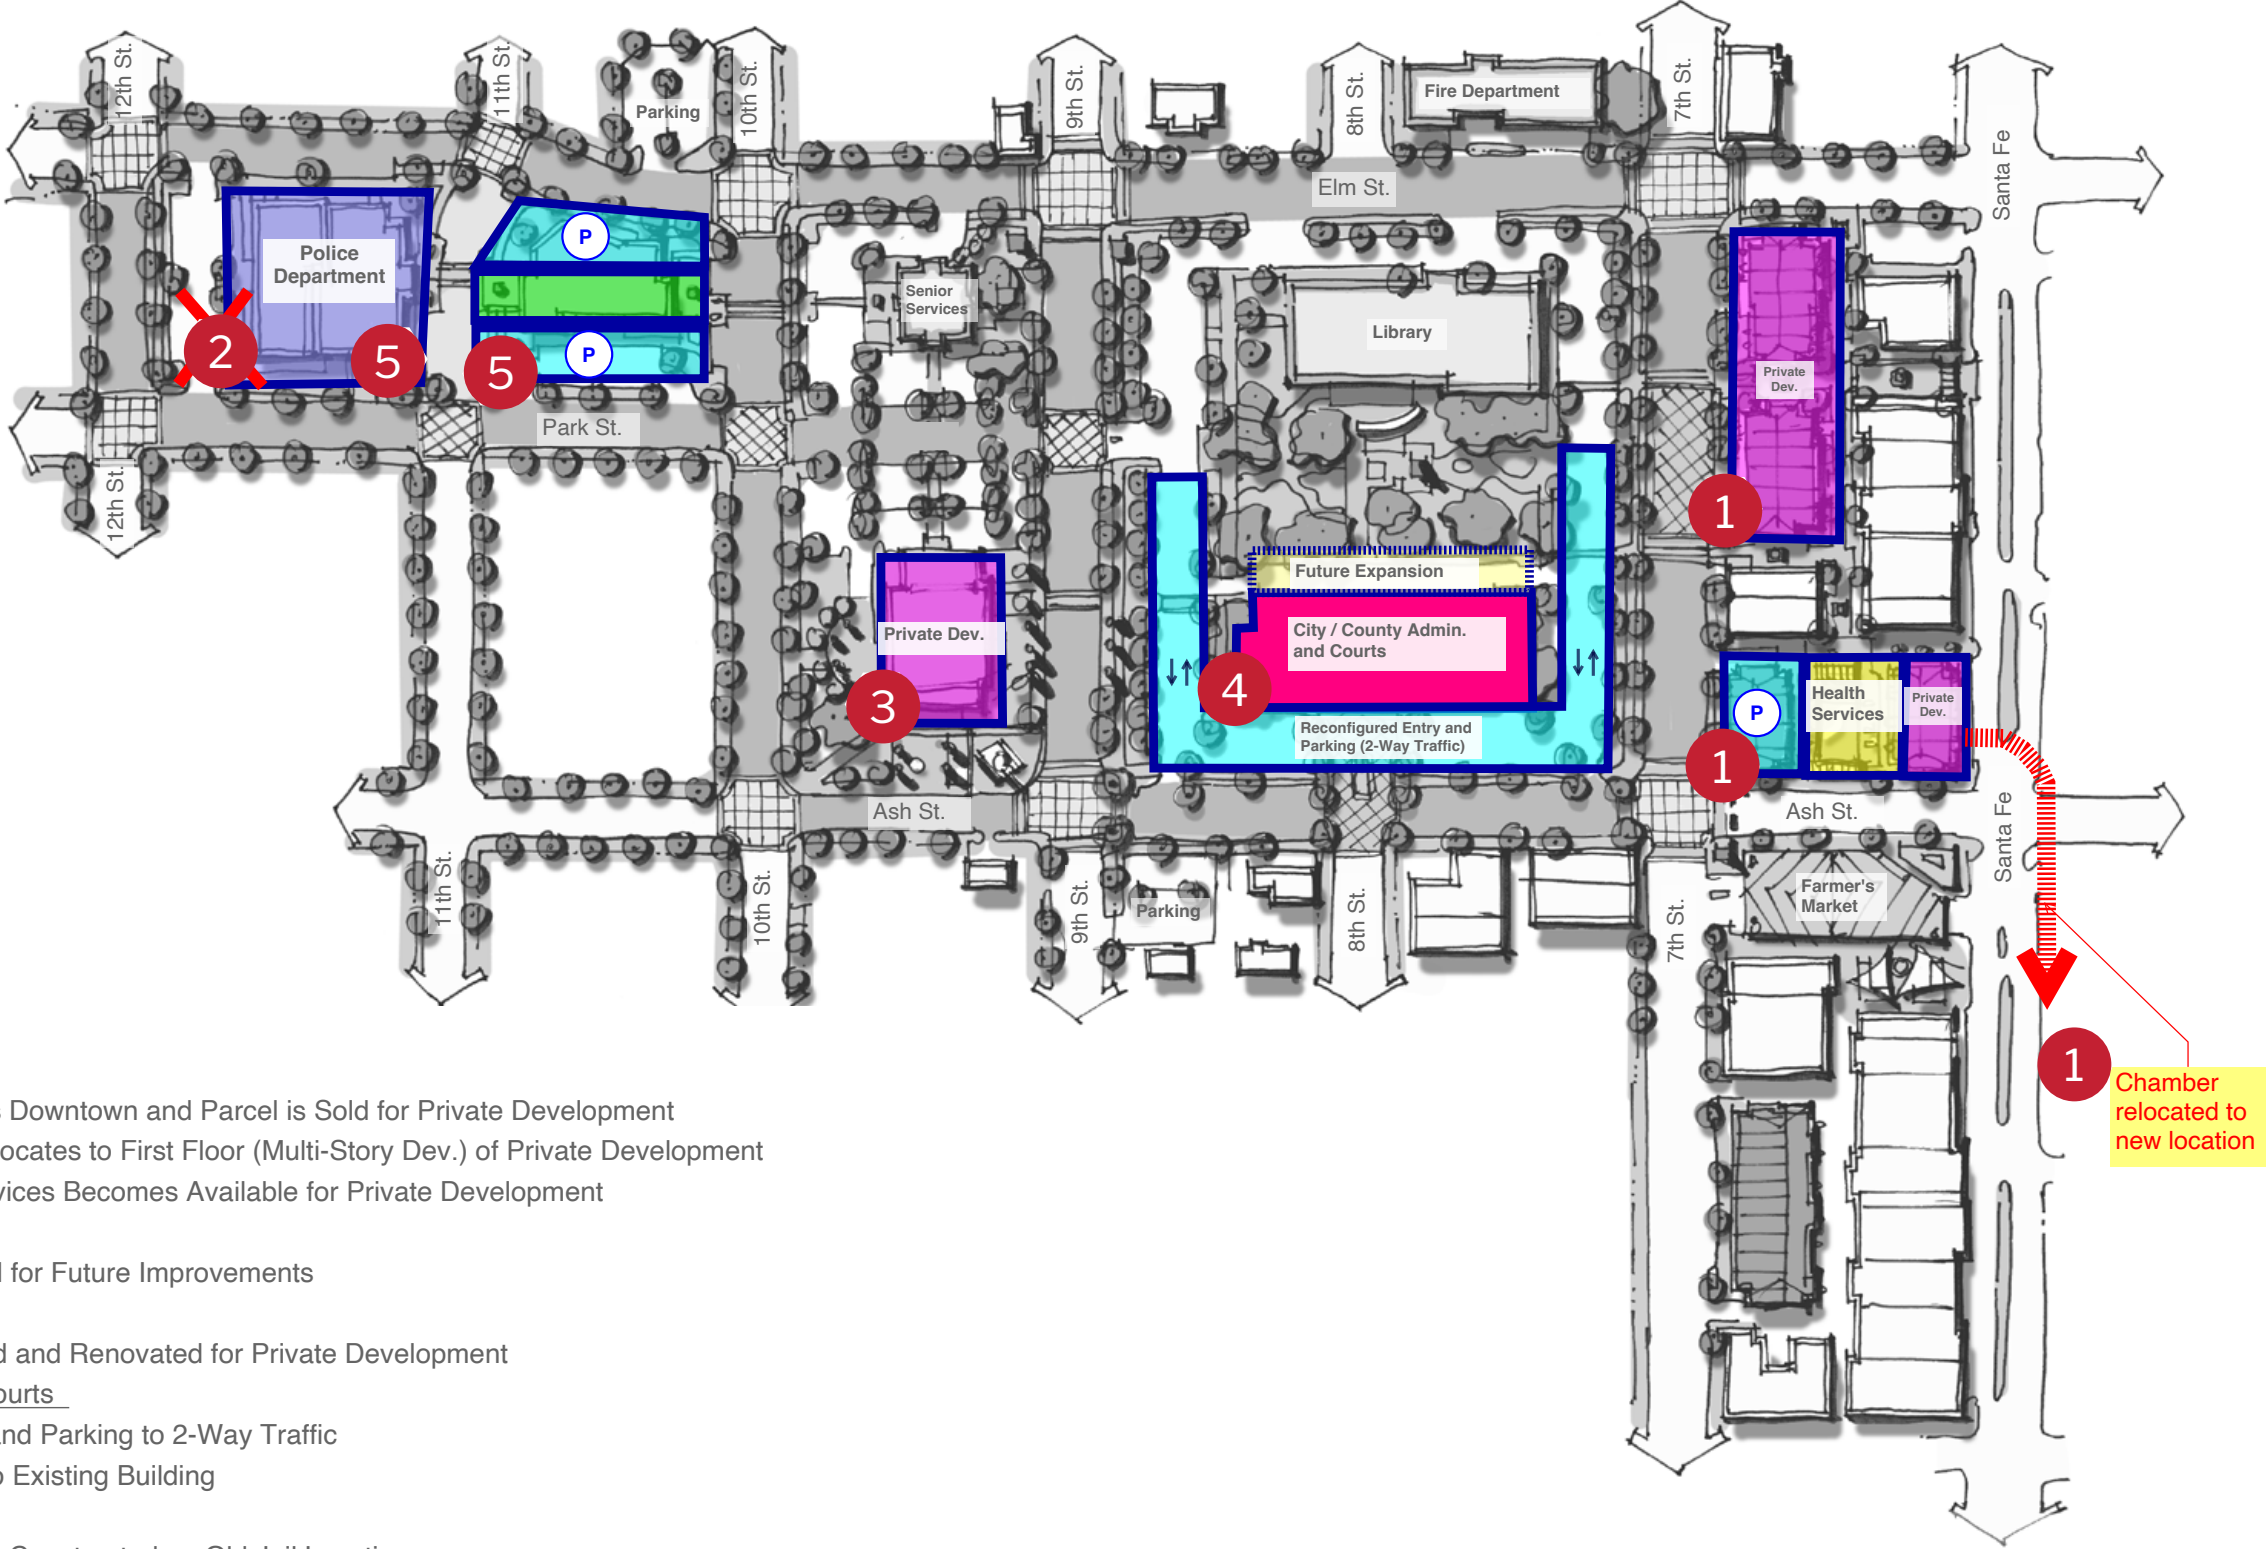 12th St.
11th St.
Parking
10th St.
9th St.
8th St.
Fire Department
7th St.
Santa Fe
Elm St.
Police
Department
P
Senior
Services
Library
2
5
5
P
Private
Dev.
Park St.
12th St.
1
Future Expansion
Private Dev.
City / County Admin.
and Courts
3
4
Health
Services
Private
Dev.
P
Reconfigured Entry and
Parking (2-Way Traffic)
1
Ash St.
Ash St.
Santa Fe
11th St.
10th St.
9th St.
Parking
8th St.
7th St.
Farmer's
Market
1
Chamber
relocated to
new location
Downtown and Parcel is Sold for Private Development
to First Floor (Multi-Story Dev.) of Private Development
Becomes Available for Private Development
for Future Improvements
and Renovated for Private Development
and Parking to 2-Way Traffic
Existing Building